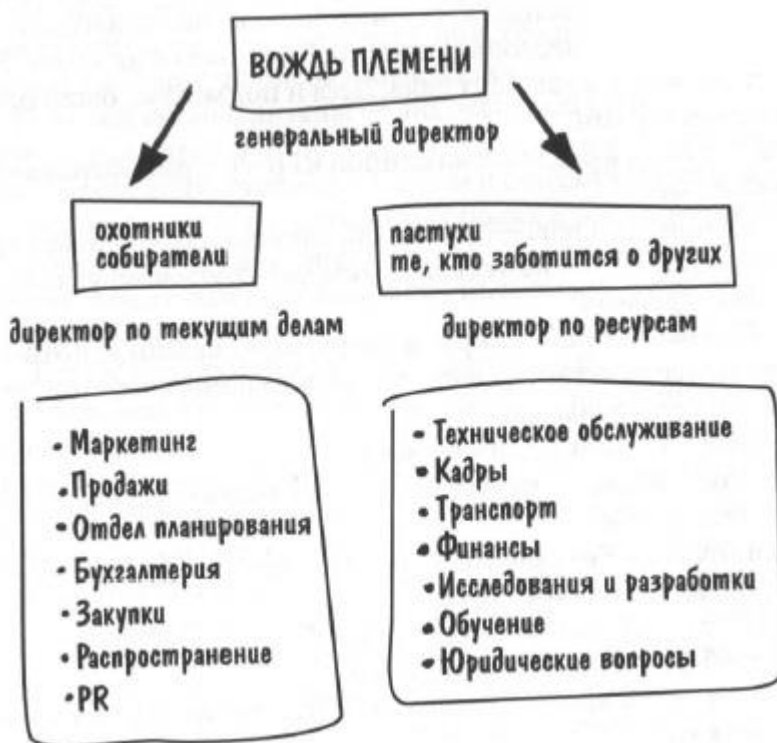 ВОЖДЬ ПЛЕМЕНИ
генеральный директор
охотники
собиратели
директор по текущим делам
• Маркетинг
• Продажи
• Отдел планирования
• Бухгалтерия
• Закупки
• Распространение
• PR
пастухи
те, кто заботится о других
директор по ресурсам
• Техническое обслуживание
• Кадры
• Транспорт
• Финансы
• Исследования и разработки
• Обучение
• Юридические вопросы